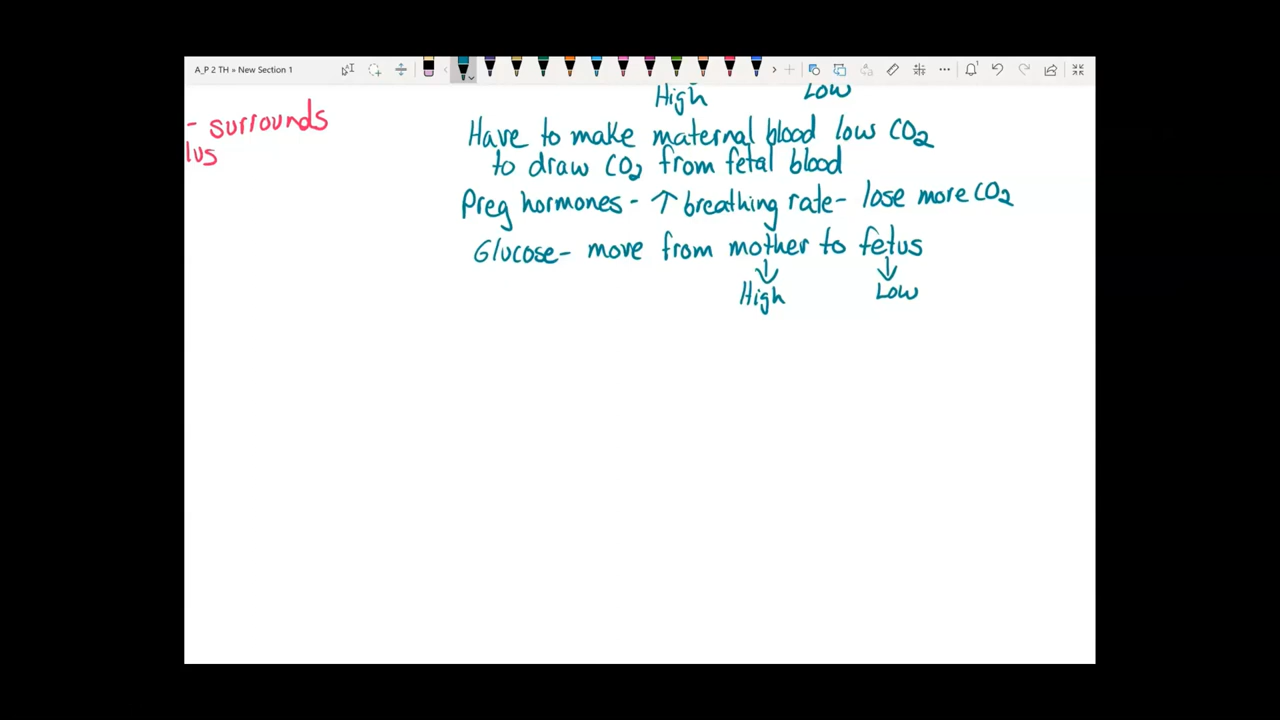 A_P 2 TH » New Section 1
High Low
- surrounds
lus
Have to make maternal blood low CO₂
to draw CO₂ from fetal blood
Preg hormones - ↑ breathing rate - lose more CO₂
Glucose - move from mother to fetus
↓ ↓
High Low